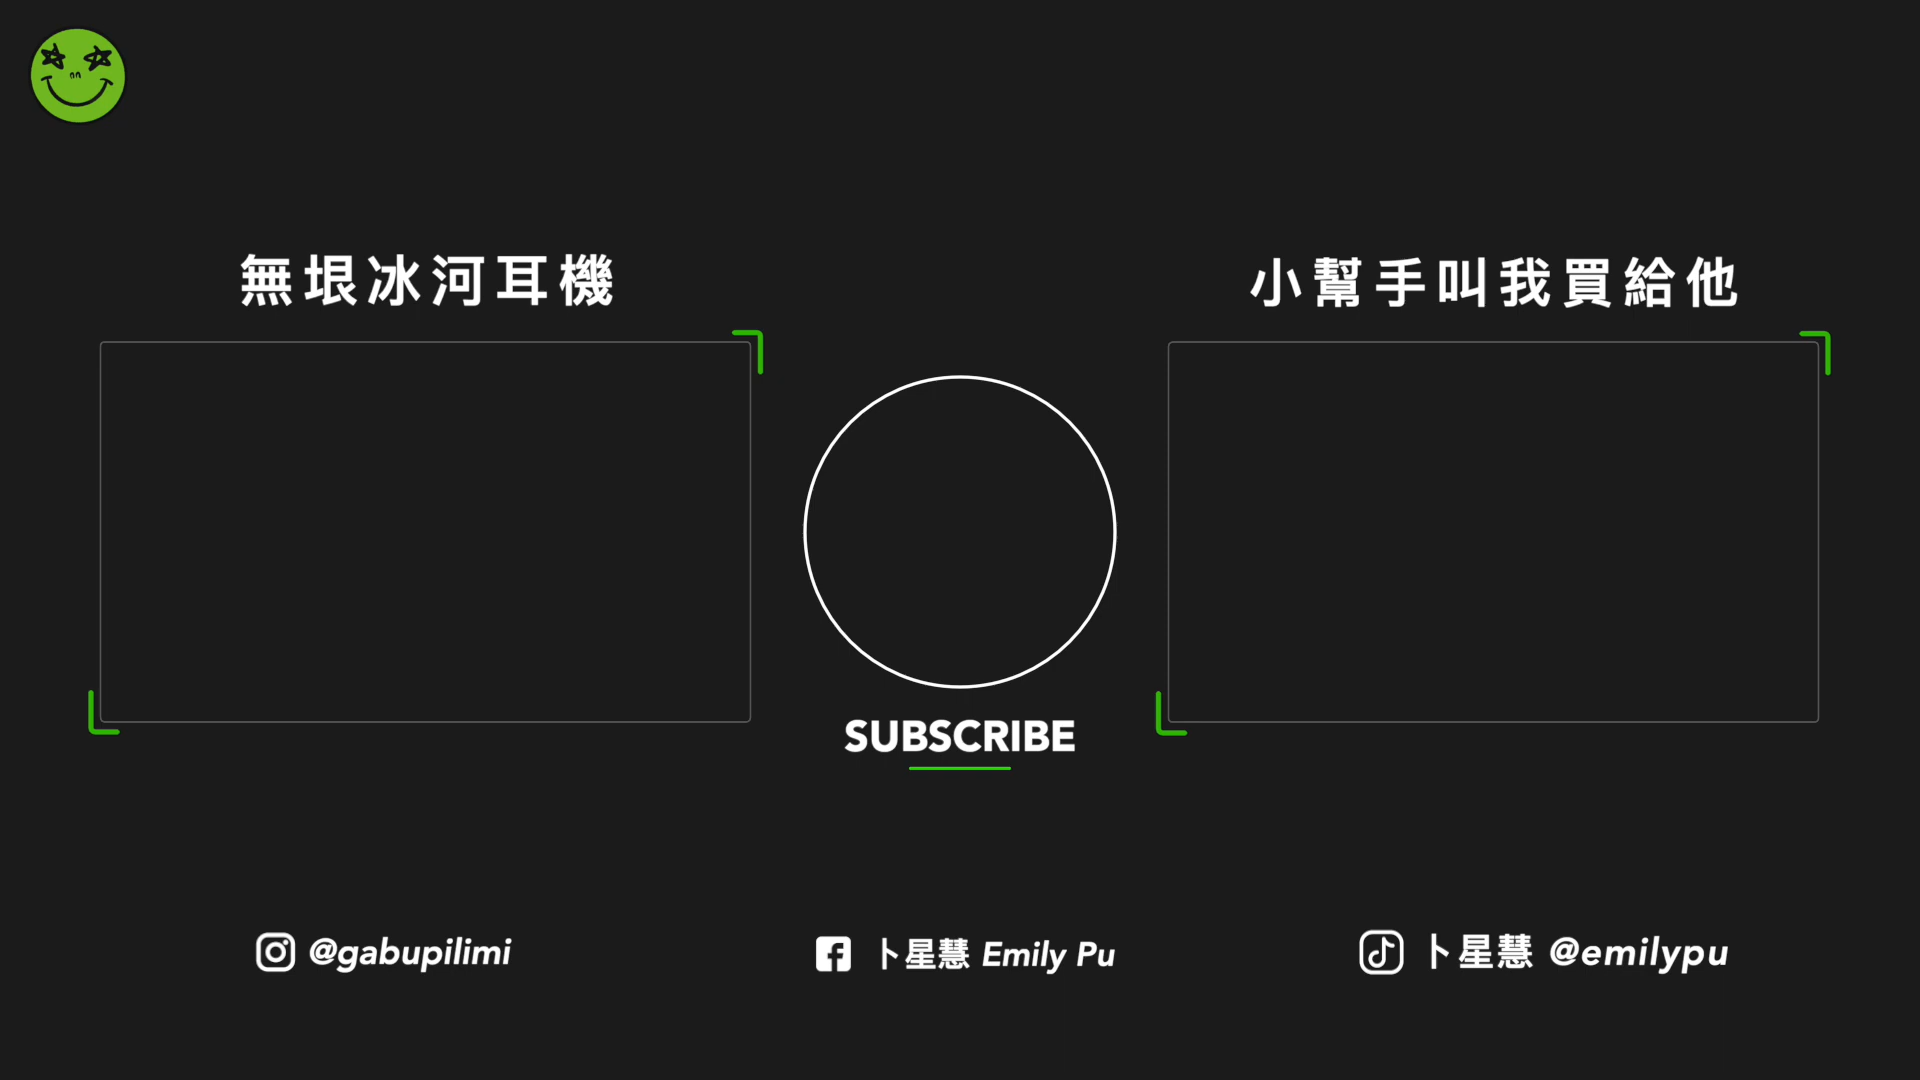 無垠冰河耳機
小幫手叫我買給他
SUBSCRIBE
@gabupilimi
卜星慧 Emily Pu
卜星慧 @emilypu